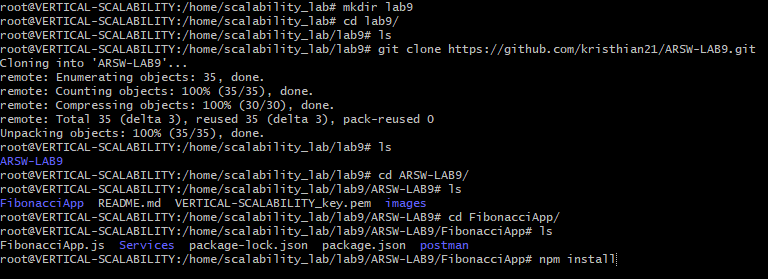 root@VERTICAL-SCALABILITY:/home/scalability_lab# mkdir lab9
root@VERTICAL-SCALABILITY:/home/scalability_lab# cd lab9/
root@VERTICAL-SCALABILITY:/home/scalability_lab/lab9# ls
root@VERTICAL-SCALABILITY:/home/scalability_lab/lab9# git clone https://github.com/kristhian21/ARSW-LAB9.git
Cloning into 'ARSW-LAB9'...
remote: Enumerating objects: 35, done.
remote: Counting objects: 100% (35/35), done.
remote: Compressing objects: 100% (30/30), done.
remote: Total 35 (delta 3), reused 35 (delta 3), pack-reused 0
Unpacking objects: 100% (35/35), done.
root@VERTICAL-SCALABILITY:/home/scalability_lab/lab9# ls
ARSW-LAB9
root@VERTICAL-SCALABILITY:/home/scalability_lab/lab9# cd ARSW-LAB9/
root@VERTICAL-SCALABILITY:/home/scalability_lab/lab9/ARSW-LAB9# ls
FibonacciApp  README.md  VERTICAL-SCALABILITY_key.pem  images
root@VERTICAL-SCALABILITY:/home/scalability_lab/lab9/ARSW-LAB9# cd FibonacciApp/
root@VERTICAL-SCALABILITY:/home/scalability_lab/lab9/ARSW-LAB9/FibonacciApp# ls
FibonacciApp.js  Services  package-lock.json  package.json  postman
root@VERTICAL-SCALABILITY:/home/scalability_lab/lab9/ARSW-LAB9/FibonacciApp# npm install